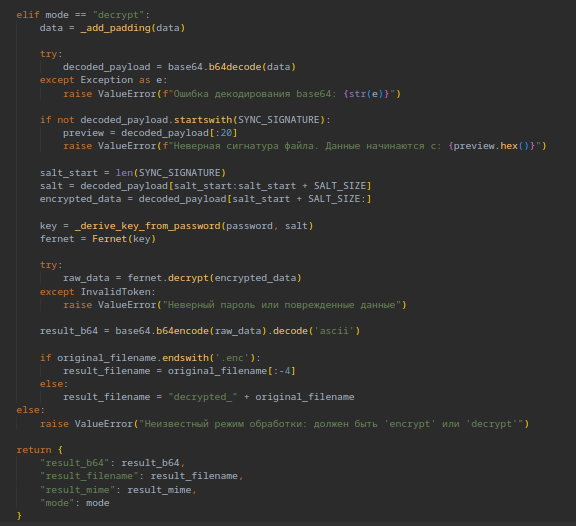 elif mode == "decrypt":
    data = _add_padding(data)

    try:
        decoded_payload = base64.b64decode(data)
    except Exception as e:
        raise ValueError(f"Ошибка декодирования base64: {str(e)}")

    if not decoded_payload.startswith(SYNC_SIGNATURE):
        preview = decoded_payload[:20]
        raise ValueError(f"Неверная сигнатура файла. Данные начинаются с: {preview.hex()}")

    salt_start = len(SYNC_SIGNATURE)
    salt = decoded_payload[salt_start:salt_start + SALT_SIZE]
    encrypted_data = decoded_payload[salt_start + SALT_SIZE:]

    key = _derive_key_from_password(password, salt)
    fernet = Fernet(key)

    try:
        raw_data = fernet.decrypt(encrypted_data)
    except InvalidToken:
        raise ValueError("Неверный пароль или поврежденные данные")

    result_b64 = base64.b64encode(raw_data).decode('ascii')

    if original_filename.endswith('.enc'):
        result_filename = original_filename[:-4]
    else:
        result_filename = "decrypted_" + original_filename
else:
    raise ValueError("Неизвестный режим обработки: должен быть 'encrypt' или 'decrypt'")

return {
    "result_b64": result_b64,
    "result_filename": result_filename,
    "result_mime": result_mime,
    "mode": mode
}